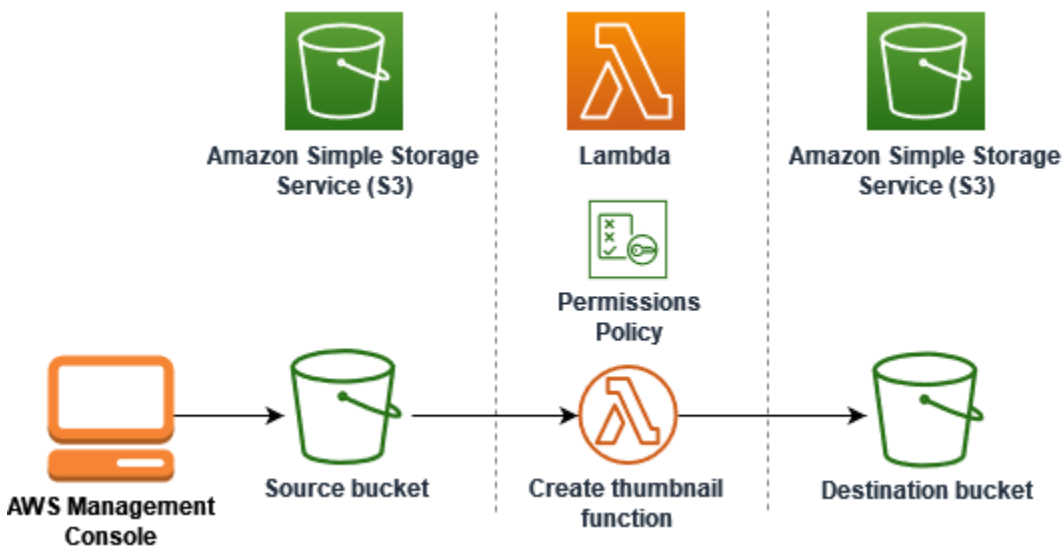 Amazon Simple Storage
Service (S3)
Lambda
Amazon Simple Storage
Service (S3)
Permissions
Policy
AWS Management
Console
Source bucket
Create thumbnail
function
Destination bucket